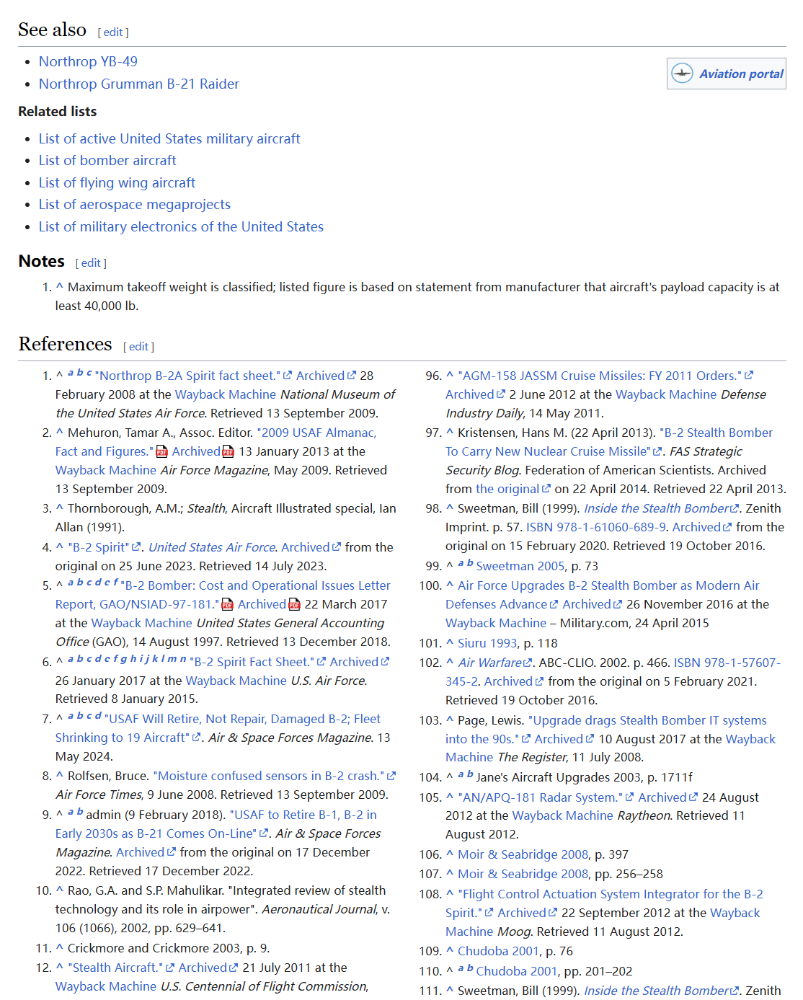 See also [ edit ]
Northrop YB-49
Northrop Grumman B-21 Raider
Aviation portal
Related lists
List of active United States military aircraft
List of bomber aircraft
List of flying wing aircraft
List of aerospace megaprojects
List of military electronics of the United States
Notes [ edit ]
1. ^ Maximum takeoff weight is classified; listed figure is based on statement from manufacturer that aircraft's payload capacity is at
least 40,000 lb.
References [ edit ]
1. ^ a b c "Northrop B-2A Spirit fact sheet." Archived 28
February 2008 at the Wayback Machine National Museum of
the United States Air Force. Retrieved 13 September 2009.
2. ^ Mehuron, Tamar A., Assoc. Editor. "2009 USAF Almanac,
Fact and Figures." Archived 13 January 2013 at the
Wayback Machine Air Force Magazine, May 2009. Retrieved
13 September 2009.
3. ^ Thornborough, A.M.; Stealth, Aircraft Illustrated special, Ian
Allan (1991).
4. ^ "B-2 Spirit". United States Air Force. Archived from the
original on 25 June 2023. Retrieved 14 July 2023.
5. ^ a b c d e f "B-2 Bomber: Cost and Operational Issues Letter
Report, GAO/NSIAD-97-181." Archived 22 March 2017
at the Wayback Machine United States General Accounting
Office (GAO), 14 August 1997. Retrieved 13 December 2018.
6. ^ a b c d e f g h i j k l m n "B-2 Spirit Fact Sheet." Archived
26 January 2017 at the Wayback Machine U.S. Air Force.
Retrieved 8 January 2015.
7. ^ a b c d "USAF Will Retire, Not Repair, Damaged B-2; Fleet
Shrinking to 19 Aircraft". Air & Space Forces Magazine. 13
May 2024.
8. ^ Rolfsen, Bruce. "Moisture confused sensors in B-2 crash."
Air Force Times, 9 June 2008. Retrieved 13 September 2009.
9. ^ a b admin (9 February 2018). "USAF to Retire B-1, B-2 in
Early 2030s as B-21 Comes On-Line". Air & Space Forces
Magazine. Archived from the original on 17 December
2022. Retrieved 17 December 2022.
10. ^ Rao, G.A. and S.P. Mahulikar. "Integrated review of stealth
technology and its role in airpower". Aeronautical Journal, v.
106 (1066), 2002, pp. 629–641.
11. ^ Crickmore and Crickmore 2003, p. 9.
12. ^ "Stealth Aircraft." Archived 21 July 2011 at the
Wayback Machine U.S. Centennial of Flight Commission,
96. ^ "AGM-158 JASSM Cruise Missiles: FY 2011 Orders."
Archived 2 June 2012 at the Wayback Machine Defense
Industry Daily, 14 May 2011.
97. ^ Kristensen, Hans M. (22 April 2013). "B-2 Stealth Bomber
To Carry New Nuclear Cruise Missile". FAS Strategic
Security Blog. Federation of American Scientists. Archived
from the original on 22 April 2014. Retrieved 22 April 2013.
98. ^ Sweetman, Bill (1999). Inside the Stealth Bomber. Zenith
Imprint. p. 57. ISBN 978-1-61060-689-9. Archived from the
original on 15 February 2020. Retrieved 19 October 2016.
99. ^ a b Sweetman 2005, p. 73
100. ^ Air Force Upgrades B-2 Stealth Bomber as Modern Air
Defenses Advance Archived 26 November 2016 at the
Wayback Machine – Military.com, 24 April 2015
101. ^ Siuru 1993, p. 118
102. ^ Air Warfare. ABC-CLIO. 2002. p. 466. ISBN 978-1-57607-
345-2. Archived from the original on 5 February 2021.
Retrieved 19 October 2016.
103. ^ Page, Lewis. "Upgrade drags Stealth Bomber IT systems
into the 90s." Archived 10 August 2017 at the Wayback
Machine The Register, 11 July 2008.
104. ^ a b Jane's Aircraft Upgrades 2003, p. 1711f
105. ^ "AN/APQ-181 Radar System." Archived 24 August
2012 at the Wayback Machine Raytheon. Retrieved 11
August 2012.
106. ^ Moir & Seabridge 2008, p. 397
107. ^ Moir & Seabridge 2008, pp. 256–258
108. ^ "Flight Control Actuation System Integrator for the B-2
Spirit." Archived 22 September 2012 at the Wayback
Machine Moog. Retrieved 11 August 2012.
109. ^ Chudoba 2001, p. 76
110. ^ a b Chudoba 2001, pp. 201–202
111. ^ Sweetman, Bill (1999). Inside the Stealth Bomber. Zenith